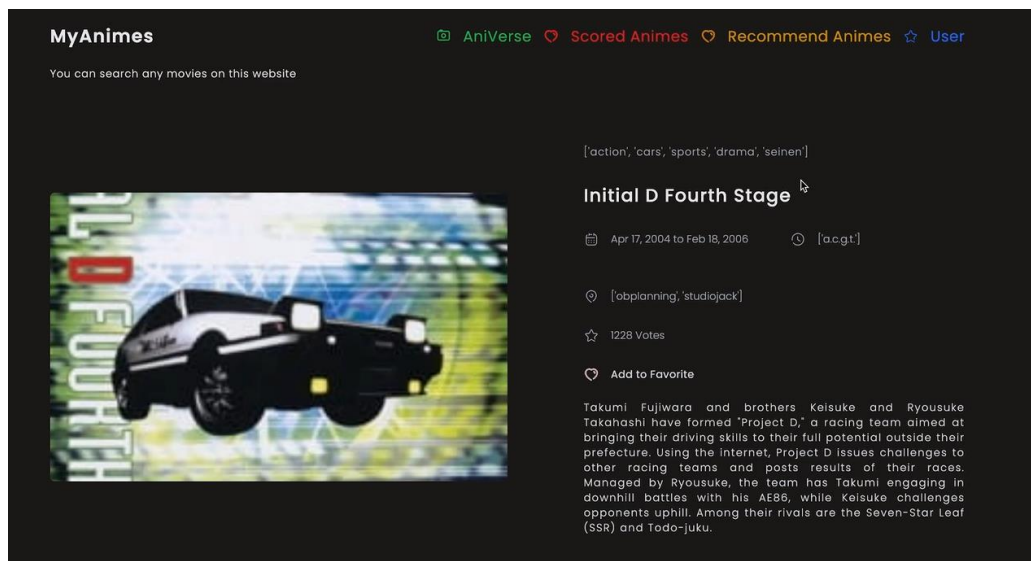 MyAnimes
AniVerse Scored Animes Recommend Animes User
You can search any movies on this website
['action', 'cars', 'sports', 'drama', 'seinen']
Initial D Fourth Stage
Apr 17, 2004 to Feb 18, 2006 ['a.c.g.t.']
['obplanning', 'studiojack']
1228 Votes
Add to Favorite
Takumi Fujiwara and brothers Keisuke and Ryousuke
Takahashi have formed "Project D," a racing team aimed at
bringing their driving skills to their full potential outside their
prefecture. Using the internet, Project D issues challenges to
other racing teams and posts results of their races.
Managed by Ryousuke, the team has Takumi engaging in
downhill battles with his AE86, while Keisuke challenges
opponents uphill. Among their rivals are the Seven-Star Leaf
(SSR) and Todo-juku.
AL D FOURTH